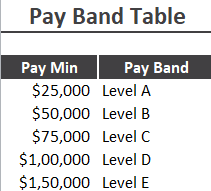 Pay Band Table
Pay Min Pay Band
$25,000 Level A
$50,000 Level B
$75,000 Level C
$1,00,000 Level D
$1,50,000 Level E